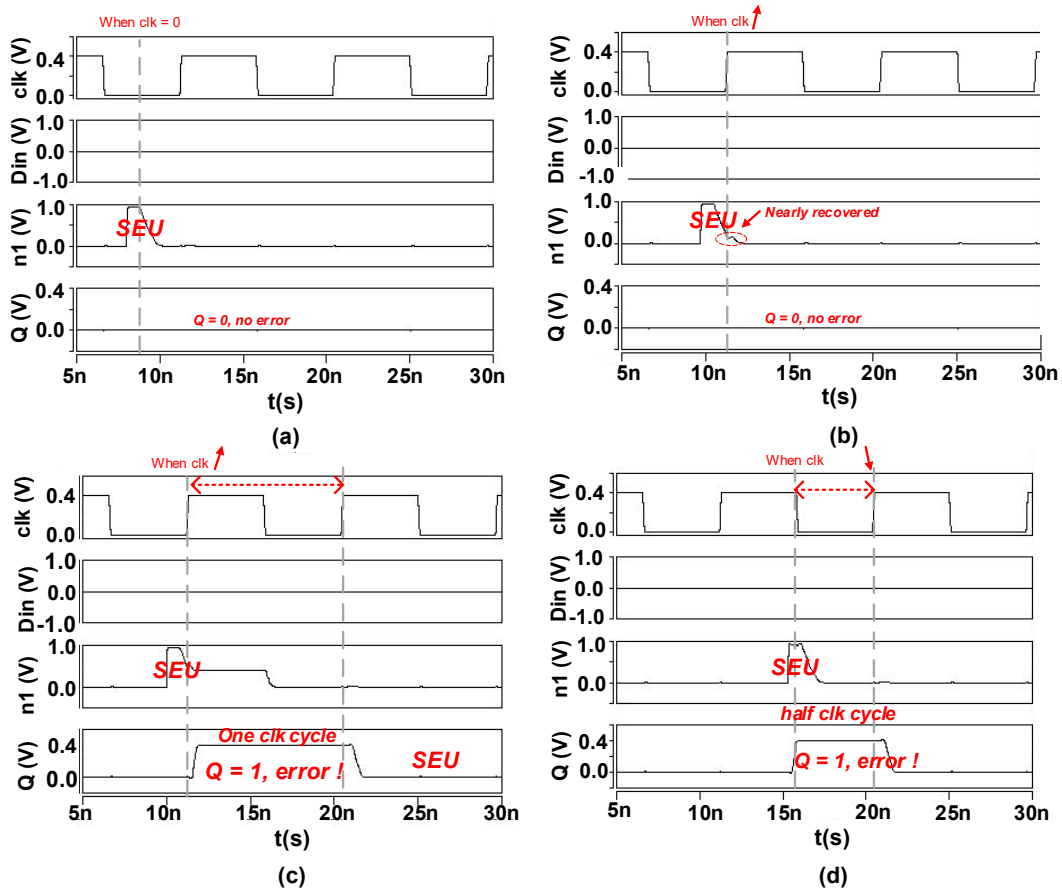 When clk = 0
clk (V)
0.4
0.0
Din (V)
1.0
0.0
-1.0
n1 (V)
1.0
0.0
SEU
Q (V)
0.4
0.0
Q = 0, no error
5n 10n 15n 20n 25n 30n
t(s)
(a)
When clk
clk (V)
0.4
0.0
Din (V)
1.0
0.0
-1.0
n1 (V)
1.0
0.0
SEU
Nearly recovered
Q (V)
0.4
0.0
Q = 0, no error
5n 10n 15n 20n 25n 30n
t(s)
(b)
When clk
clk (V)
0.4
0.0
Din (V)
1.0
0.0
-1.0
n1 (V)
1.0
0.0
SEU
Q (V)
0.4
0.0
One clk cycle
Q = 1, error !
SEU
5n 10n 15n 20n 25n 30n
t(s)
(c)
When clk
clk (V)
0.4
0.0
Din (V)
1.0
0.0
-1.0
n1 (V)
1.0
0.0
SEU
half clk cycle
Q (V)
0.4
0.0
Q = 1, error !
5n 10n 15n 20n 25n 30n
t(s)
(d)